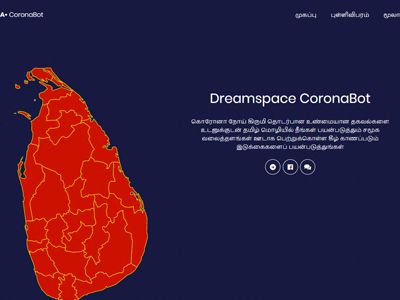 A• CoronaBot
முகப்பு புள்ளிவிபரம் மூலா
Dreamspace CoronaBot
கொரோனா நோய் கிருமி தொடர்பான உண்மையான தகவல்களை
உடனுக்குடன் தமிழ் மொழியில் நீங்கள் பயன்படுத்தும் சமூக
வலைத்தளங்கள் ஊடாக பெற்றுக்கொள்ள கீழ் காணப்படும்
இடுக்கைகளைப் பயன்படுத்துங்கள்